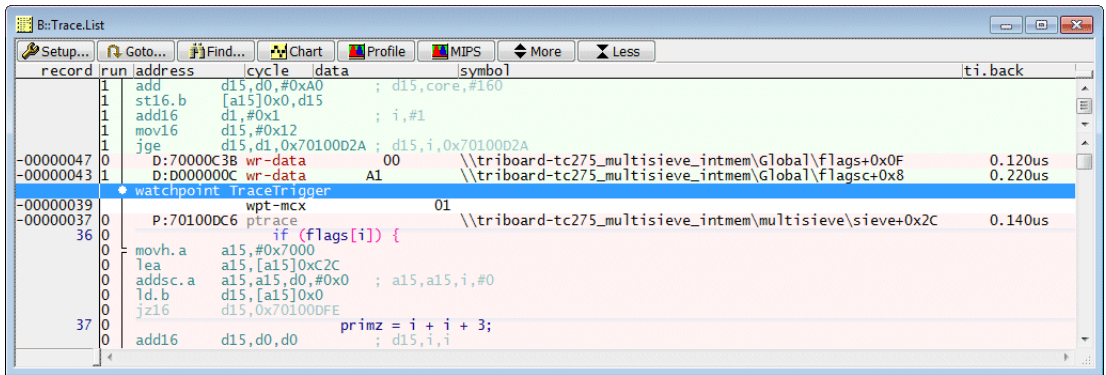 B::Trace.List
Setup... Goto... Find... Chart Profile MIPS More Less
record run address cycle data symbol ti.back
1 add d15,d0,#0xA0 ; d15,core,#160
1 st16.b [a15]0x0,d15
1 add16 d1,#0x1 ; i,#1
1 mov16 d15,#0x12
1 jge d15,d1,0x70100D2A ; d15,i,0x70100D2A
-00000047 0 D:70000C3B wr-data 00 \\triboard-tc275_multisieve_intmem\Global\flags+0x0F 0.120us
-00000043 1 D:D000000C wr-data A1 \\triboard-tc275_multisieve_intmem\Global\flagsc+0x8 0.220us
watchpoint TraceTrigger
-00000039 wpt-mcx 01
-00000037 0 P:70100DC6 ptrace \\triboard-tc275_multisieve_intmem\multisieve\sieve+0x2C 0.140us
36 0 if (flags[i]) {
0 movh.a a15,#0x7000
0 lea a15,[a15]0xC2C
0 addsc.a a15,a15,d0,#0x0 ; a15,a15,i,#0
0 ld.b d15,[a15]0x0
0 jz16 d15,0x70100DFE
37 0 primz = i + i + 3;
0 add16 d15,d0,d0 ; d15,i,i